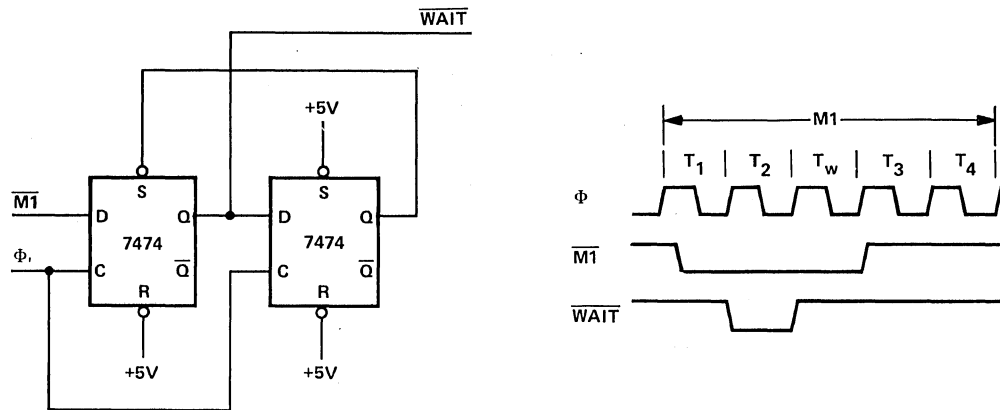 WAIT
+5V
S
S
M1
D
Q
D
Q
7474
7474
Φ,
C
Q
C
Q
R
R
+5V
+5V
M1
T1
T2
Tw
T3
T4
Φ
M1
WAIT